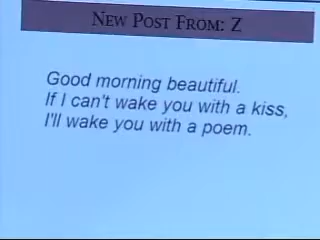 New Post From: Z
Good morning beautiful.
If I can't wake you with a kiss,
I'll wake you with a poem.